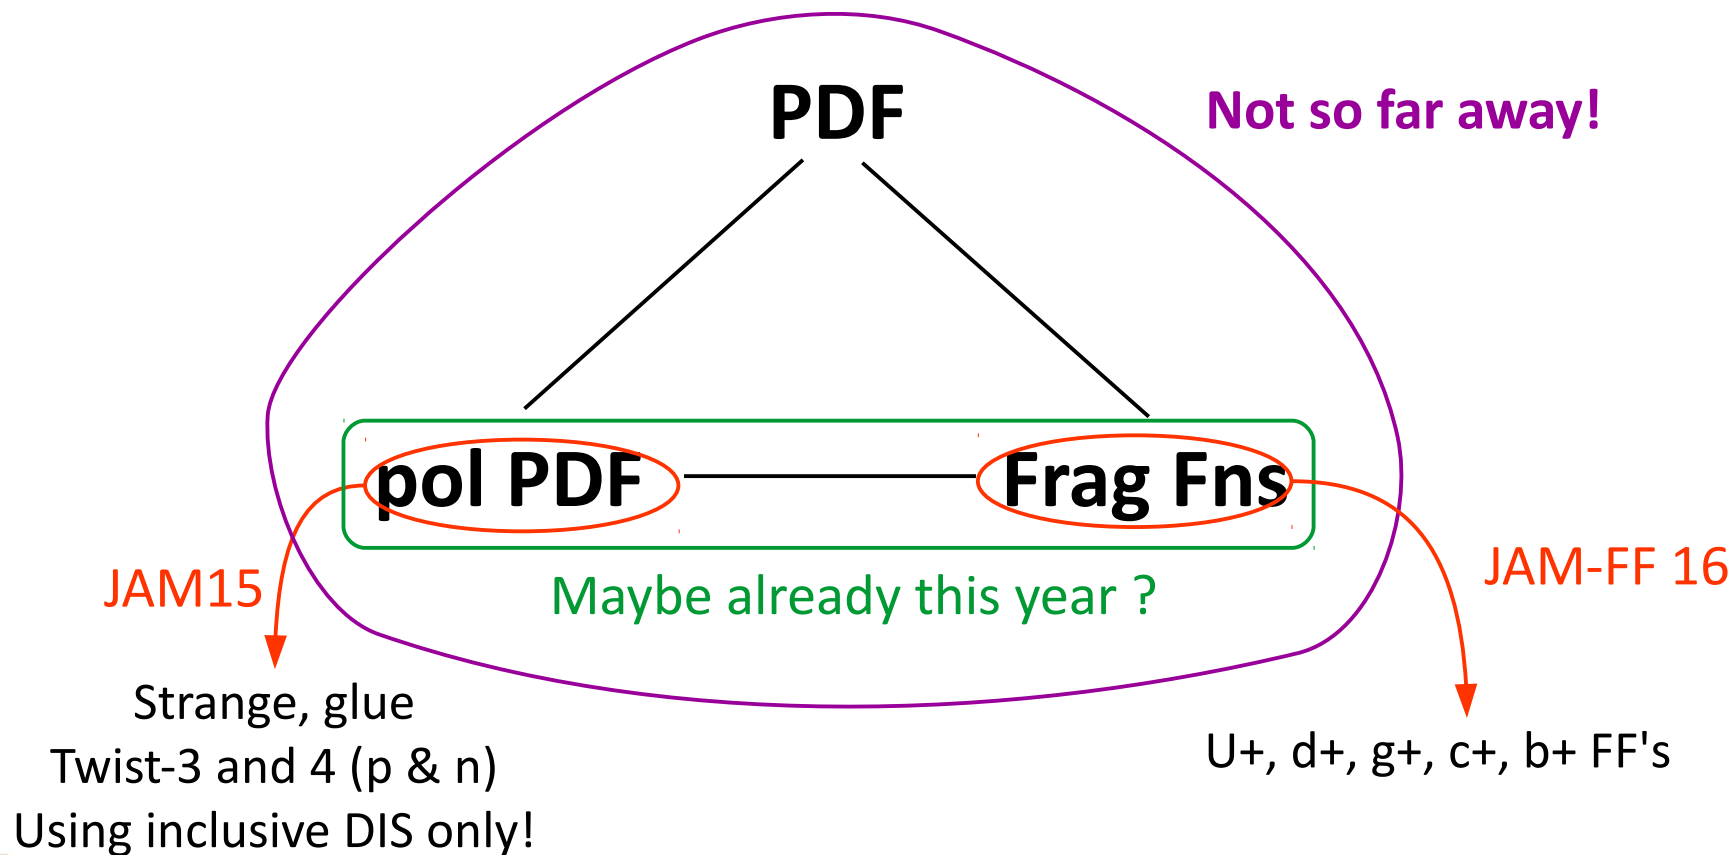 PDF
Not so far away!
pol PDF
Frag Fns
JAM15
Maybe already this year ?
JAM-FF 16
Strange, glue
Twist-3 and 4 (p & n)
Using inclusive DIS only!
U+, d+, g+, c+, b+ FF's